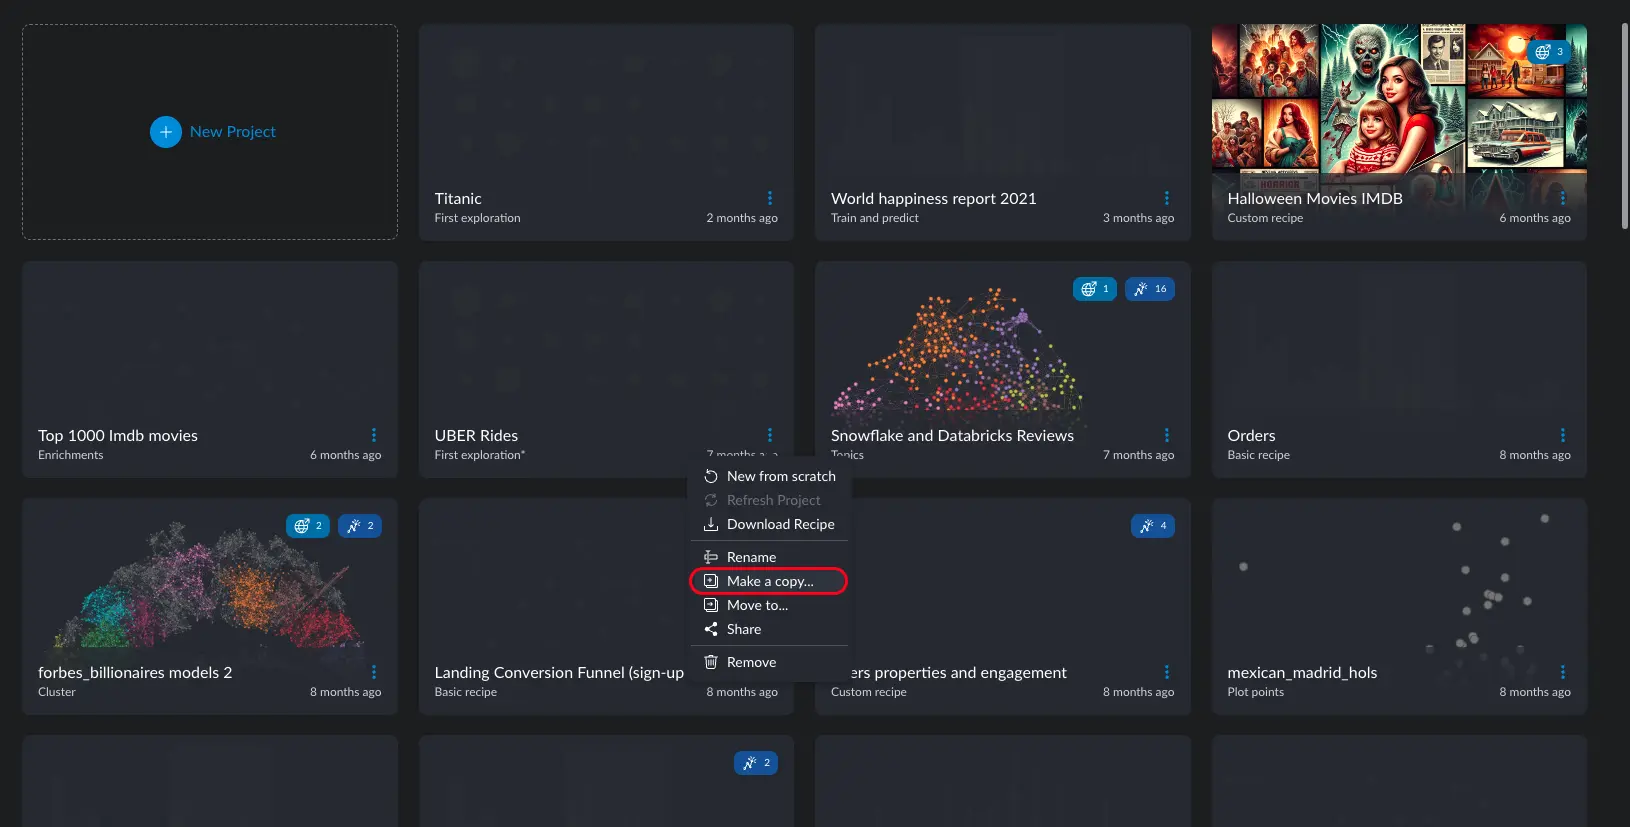 New Project
Titanic
First exploration
2 months ago
World happiness report 2021
Train and predict
3 months ago
3
HORROR
Halloween Movies IMDB
Custom recipe
6 months ago
Top 1000 Imdb movies
Enrichments
6 months ago
UBER Rides
First exploration*
7 months
1
16
Snowflake and Databricks Reviews
Topics
7 months ago
Orders
Basic recipe
8 months ago
New from scratch
Refresh Project
Download Recipe
Rename
Make a copy...
Move to...
Share
Remove
2
2
forbes_billionaires models 2
Cluster
8 months ago
Landing Conversion Funnel (sign-up
Basic recipe
8 months ago
4
ers properties and engagement
Custom recipe
8 months ago
mexican_madrid_hols
Plot points
8 months ago
2